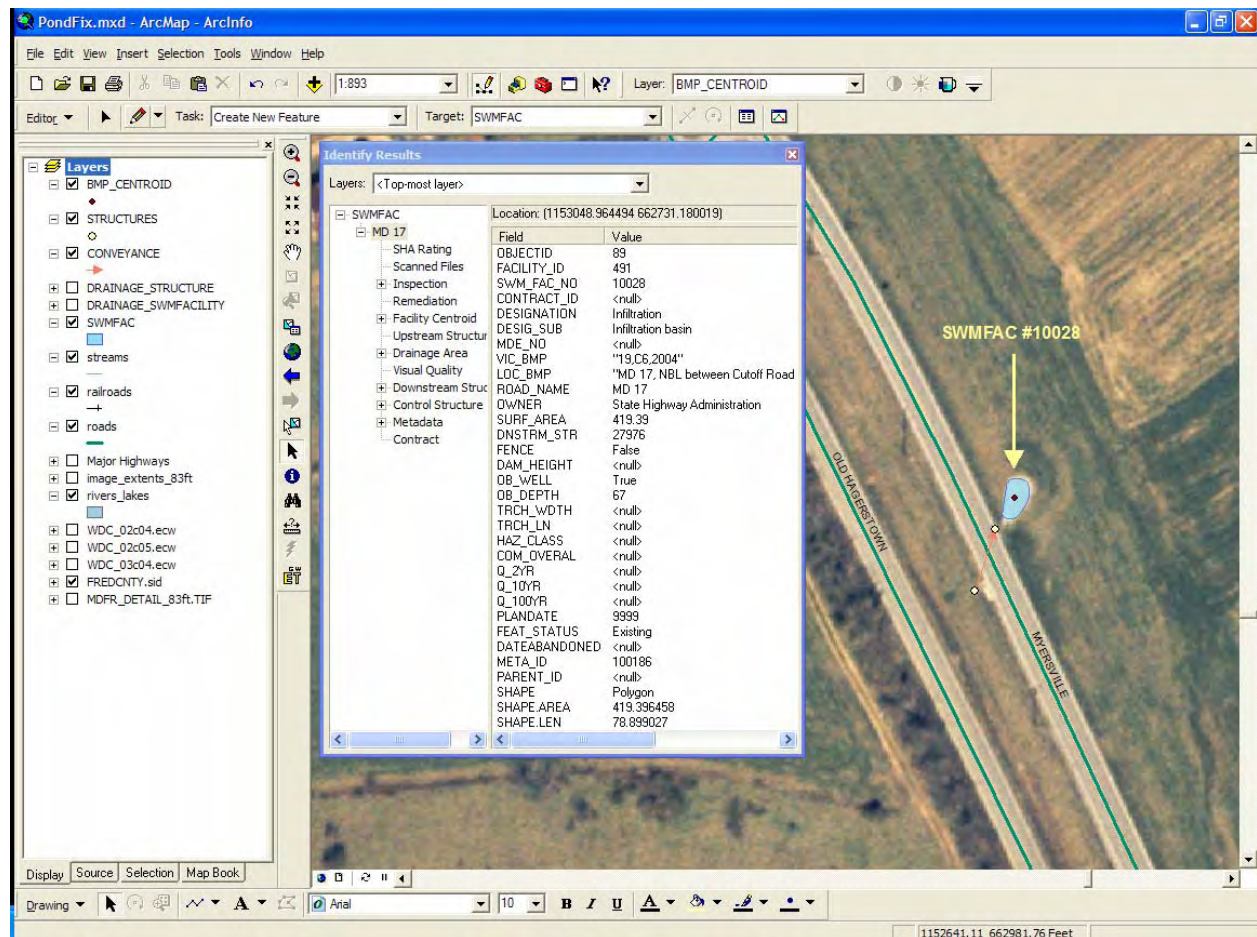 PondFix.mxd - ArcMap - ArcInfo
File Edit View Insert Selection Tools Window Help
1:893
Layer: BMP_CENTROID
Editor
Task: Create New Feature
Target: SWMFAC
Layers
BMP_CENTROID
STRUCTURES
CONVEYANCE
DRAINAGE_STRUCTURE
DRAINAGE_SWMFACILITY
SWMFAC
streams
railroads
roads
Major Highways
image_extents_83ft
rivers_lakes
WDC_02c04.ecw
WDC_02c05.ecw
WDC_03c04.ecw
FREDCNTY.sid
MDFR_DETAIL_83ft.TIF
Display Source Selection Map Book
Identify Results
Layers: <Top-most layer>
SWMFAC
MD 17
SHA Rating
Scanned Files
Inspection
Remediation
Facility Centroid
Upstream Structur
Drainage Area
Visual Quality
Downstream Struc
Control Structure
Metadata
Contract
Location: (1153048.964494 662731.180019)
Field Value
OBJECTID 89
FACILITY_ID 491
SWM_FAC_NO 10028
CONTRACT_ID <null>
DESIGNATION Infiltration
DESIG_SUB Infiltration basin
MDE_NO <null>
VIC_BMP "19,C6,2004"
LOC_BMP "MD 17, NBL between Cutoff Road
ROAD_NAME MD 17
OWNER State Highway Administration
SURF_AREA 419.39
DNSTRM_STR 27976
FENCE False
DAM_HEIGHT <null>
OB_WELL True
OB_DEPTH 67
TRCH_WDTH <null>
TRCH_LN <null>
HAZ_CLASS <null>
COM_OVERAL <null>
Q_2YR <null>
Q_10YR <null>
Q_100YR <null>
PLANDATE 9999
FEAT_STATUS Existing
DATEABANDONED <null>
META_ID 100186
PARENT_ID <null>
SHAPE Polygon
SHAPE.AREA 419.396458
SHAPE.LEN 78.899027
SWMFAC #10028
OLD HAGERSTOWN
MYERSVILLE
Drawing
A
Arial
10
B I U A
1152641.11 662981.76 Feet